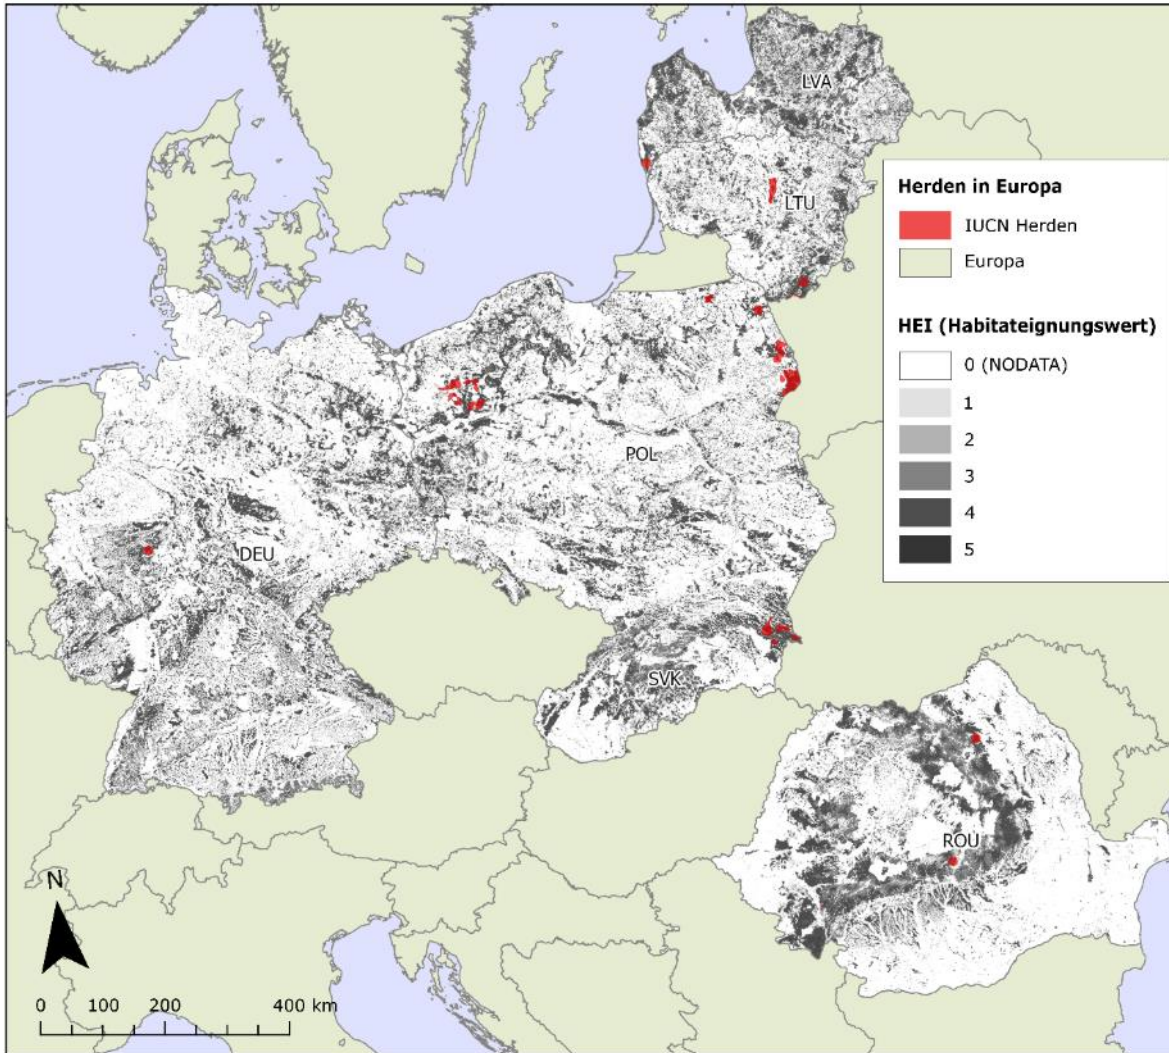 LVA
LTU
POL
DEU
SVK
ROU
Herden in Europa
IUCN Herden
Europa
HEI (Habitateignungswert)
0 (NODATA)
1
2
3
4
5
N
0 100 200 400 km